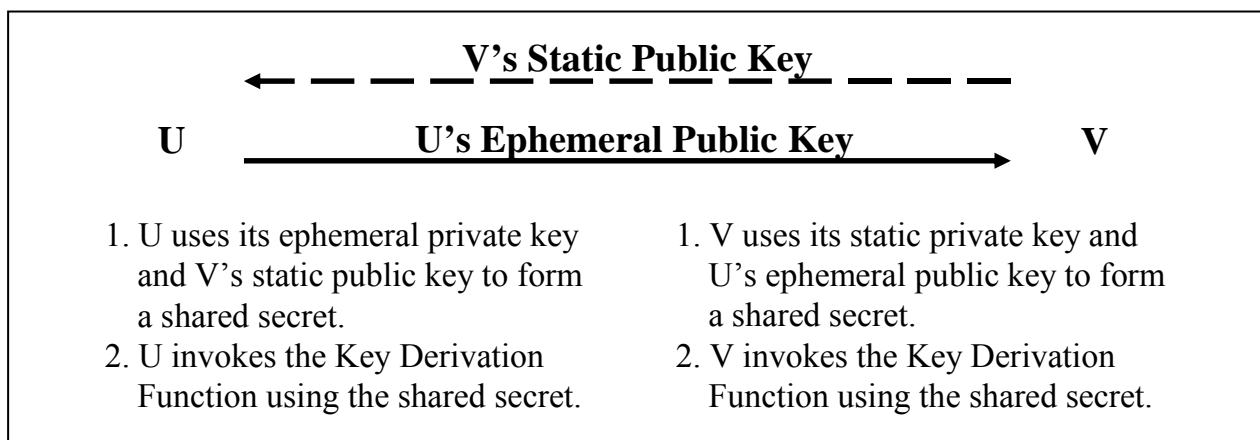 V’s Static Public Key
U U’s Ephemeral Public Key V
1. U uses its ephemeral private key
and V’s static public key to form
a shared secret.
2. U invokes the Key Derivation
Function using the shared secret.
1. V uses its static private key and
U’s ephemeral public key to form
a shared secret.
2. V invokes the Key Derivation
Function using the shared secret.